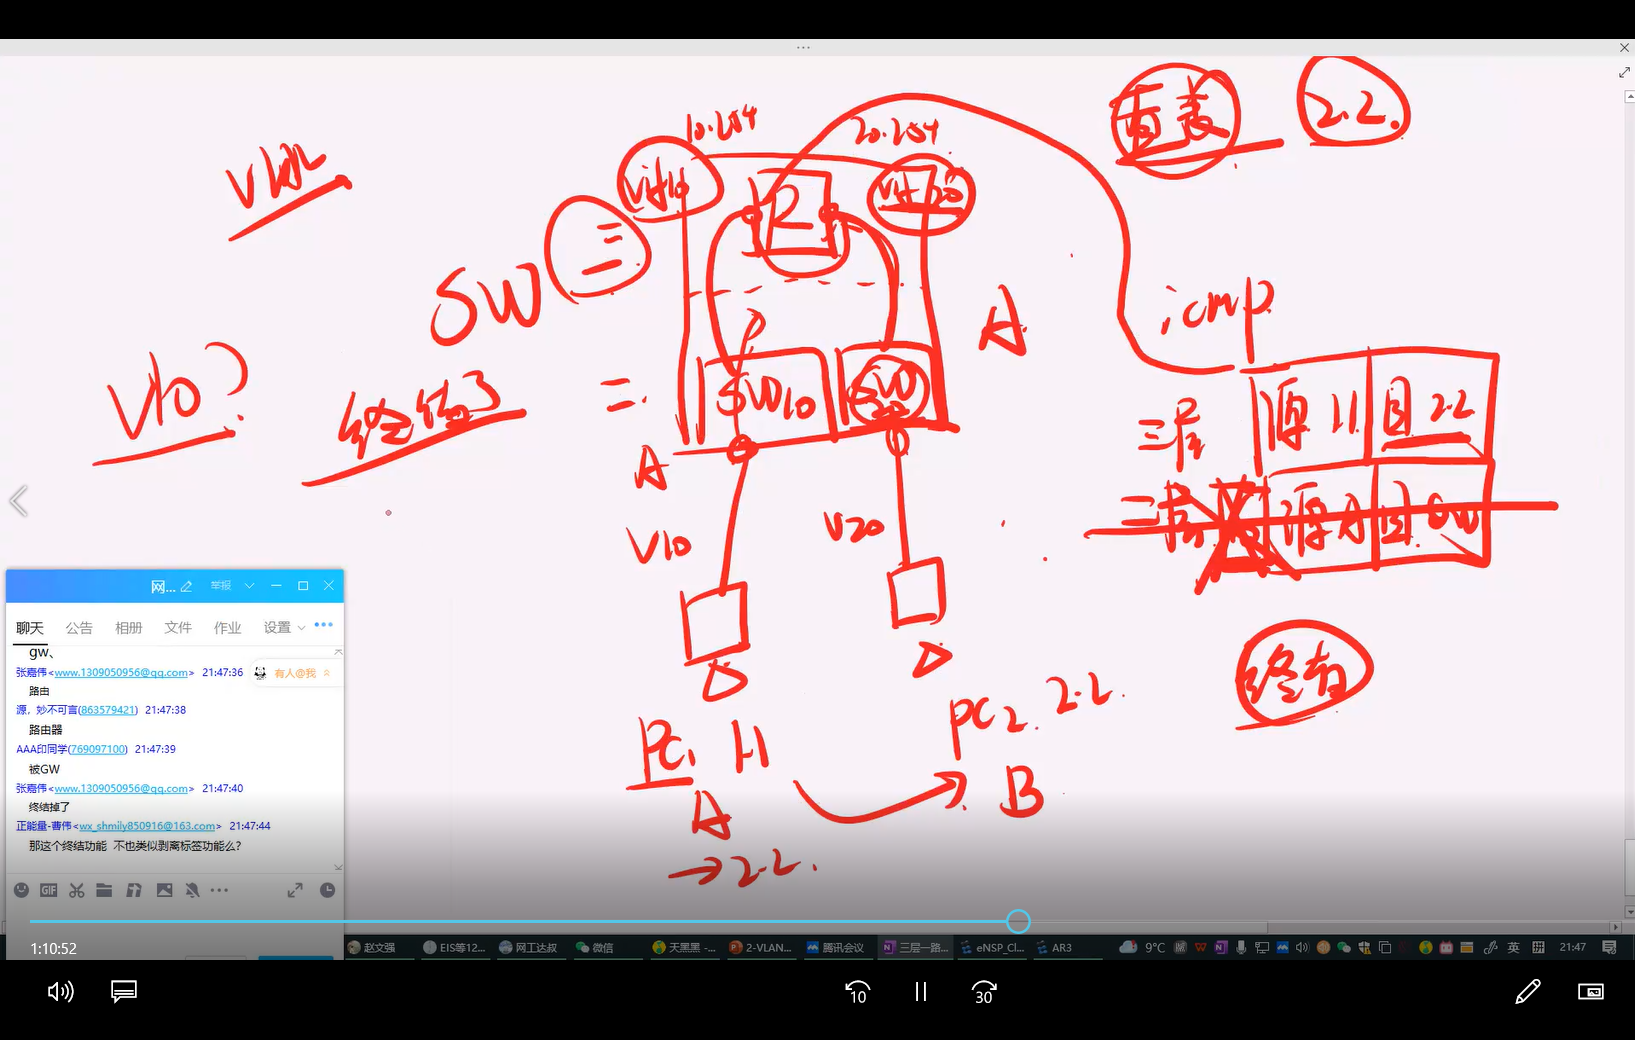 查表
2.2.
10.254
20.254
vlan
vif10
R
vif20
SW
三
icmp
A
V10?
终结了
二.
SW10
SW20
三层
源 1.1
目 2.2
A
二层
源 A
目 GW
V10
V20
终结
PC1 1.1
A
→2.2.
PC2. 2.2.
B
网...
举报
聊天
公告
相册
文件
作业
设置
gw、
张嘉伟<www.1309050956@qq.com> 21:47:36
有人@我
路由
源，妙不可言(863579421) 21:47:38
路由器
AAA印同学(769097100) 21:47:39
被GW
张嘉伟<www.1309050956@qq.com> 21:47:40
终结掉了
正能量-曹伟<wx_shmily850916@163.com> 21:47:44
那这个终结功能 不也类似剥离标签功能么?
GIF
1:10:52
赵文强
EIS等12...
网工达叔
微信
天黑黑 -...
2-VLAN...
腾讯会议
三层一路...
eNSP_Cl...
AR3
9°C
英
21:47
10
30